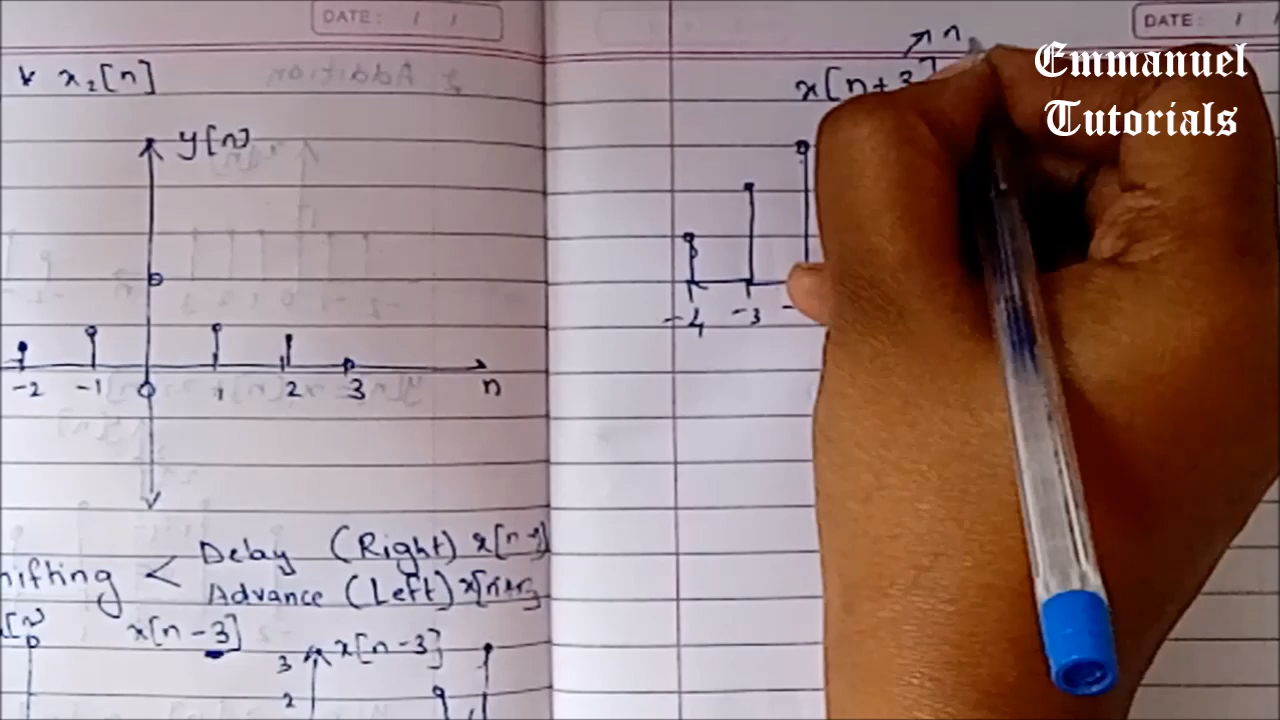 DATE: / /
x₂[n]
y[n]
-2 -1 0 1 2 3 n
Delay (Right) x[n-
hifting < Advance (Left) x[n+
x[n-3]
3 x[n-3]
2
DATE: / /
n
x[n+3]
-4 -3 -
Emmanuel
Tutorials